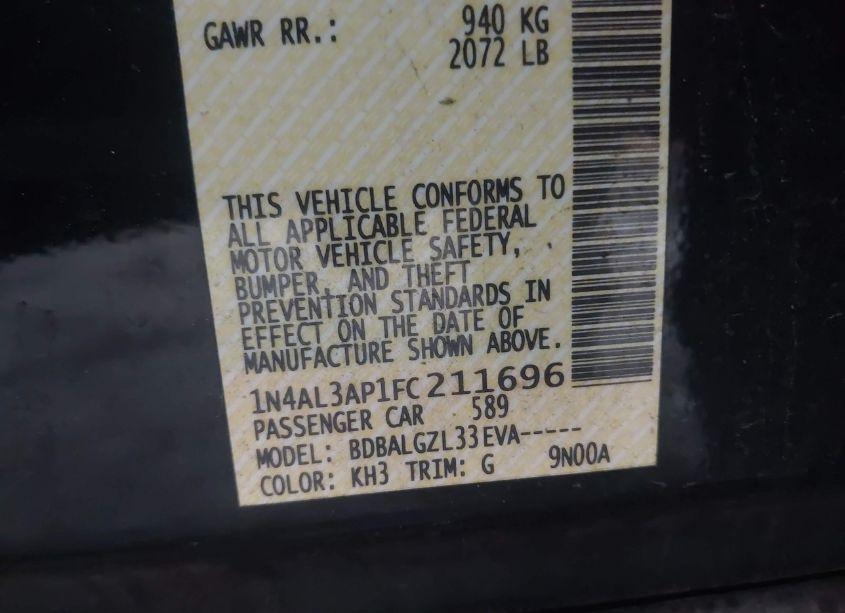 GAWR RR.: 940 KG
2072 LB
THIS VEHICLE CONFORMS TO
ALL APPLICABLE FEDERAL
MOTOR VEHICLE SAFETY,
BUMPER, AND THEFT
PREVENTION STANDARDS IN
EFFECT ON THE DATE OF
MANUFACTURE SHOWN ABOVE.
1N4AL3AP1FC211696
PASSENGER CAR 589
MODEL: BDBALGZL33EVA-----
COLOR: KH3 TRIM: G 9N00A